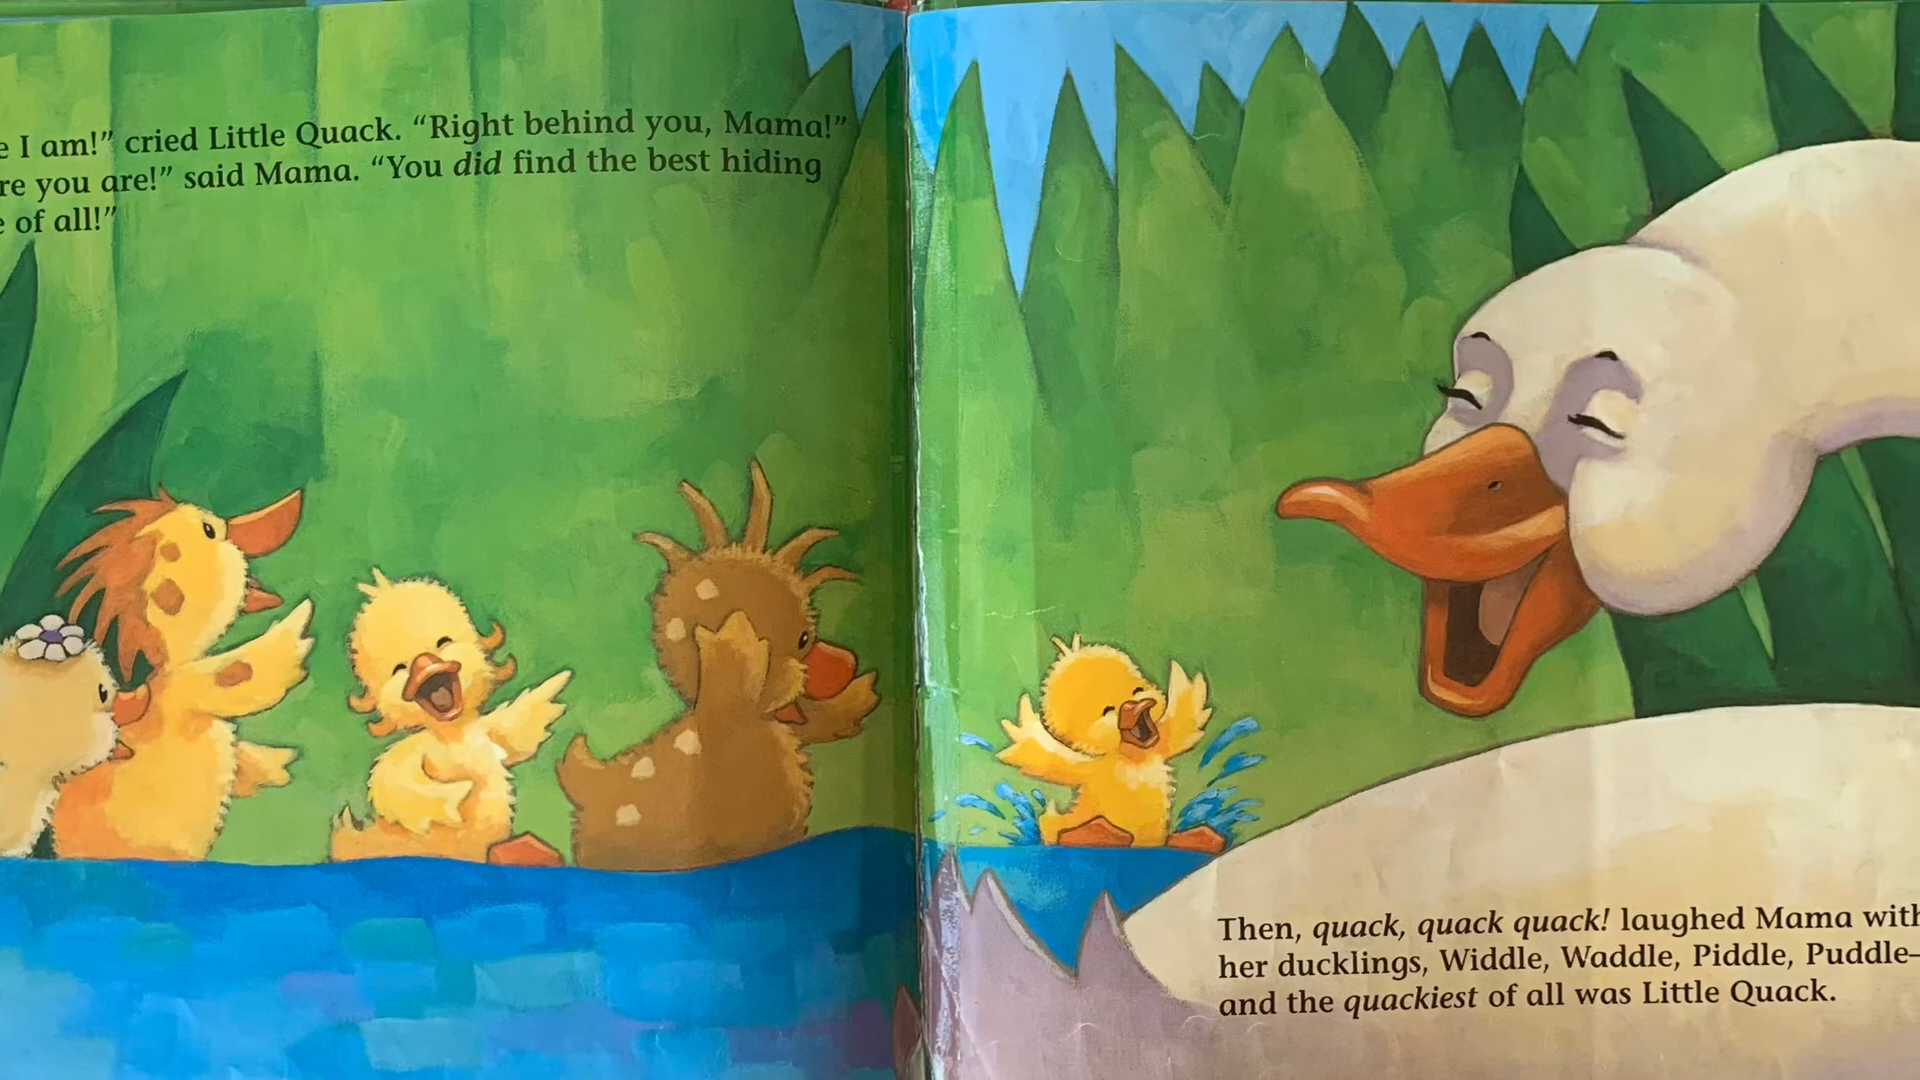 I am!” cried Little Quack. “Right behind you, Mama!”
you are!” said Mama. “You did find the best hiding
of all!”
Then, quack, quack quack! laughed Mama with
her ducklings, Widdle, Waddle, Piddle, Puddle—
and the quackiest of all was Little Quack.